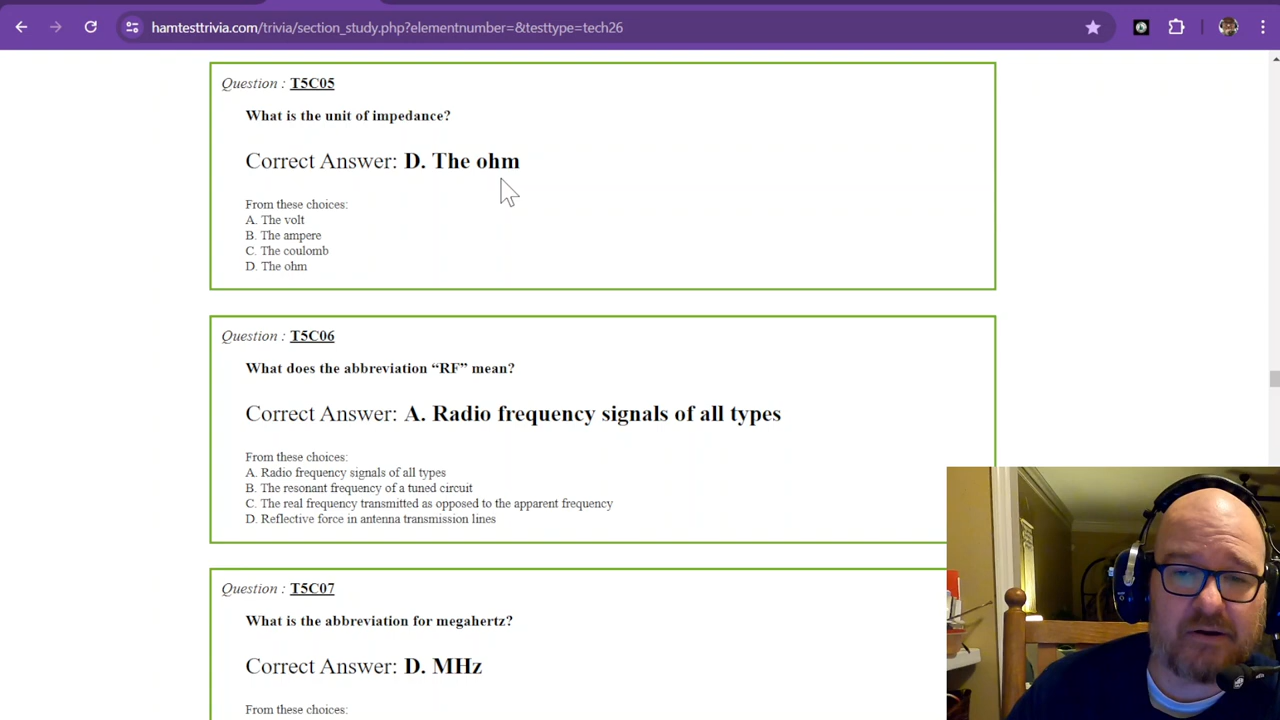 hamtesttrivia.com/trivia/section_study.php?elementnumber=&testtype=tech26
Question : T5C05
What is the unit of impedance?
Correct Answer: D. The ohm
From these choices:
A. The volt
B. The ampere
C. The coulomb
D. The ohm
Question : T5C06
What does the abbreviation “RF” mean?
Correct Answer: A. Radio frequency signals of all types
From these choices:
A. Radio frequency signals of all types
B. The resonant frequency of a tuned circuit
C. The real frequency transmitted as opposed to the apparent frequency
D. Reflective force in antenna transmission lines
Question : T5C07
What is the abbreviation for megahertz?
Correct Answer: D. MHz
From these choices: